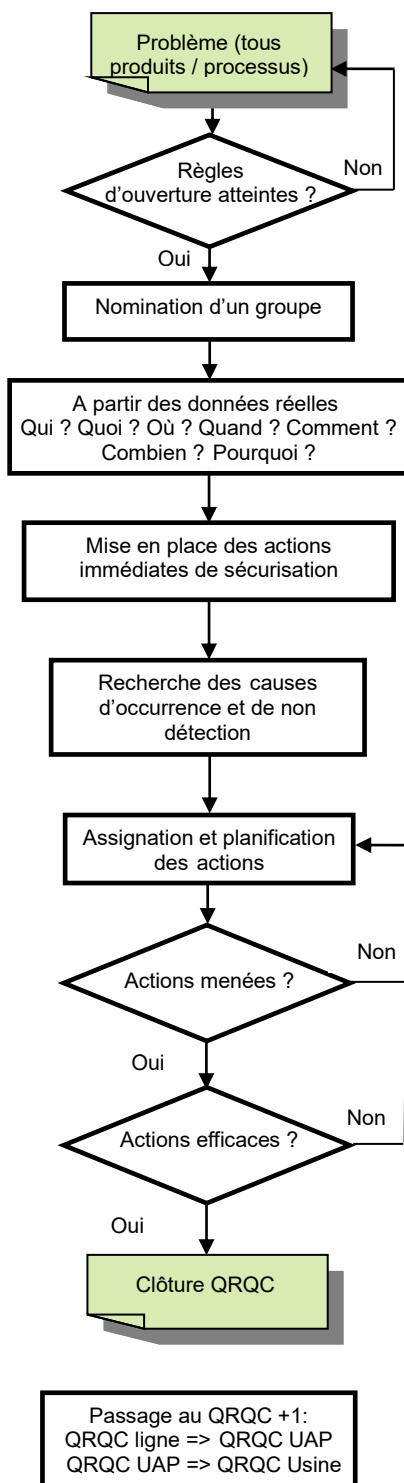 Problème (tous
produits / processus)
Règles
d'ouverture atteintes ?
Non
Oui
Nomination d'un groupe
A partir des données réelles
Qui ? Quoi ? Où ? Quand ? Comment ?
Combien ? Pourquoi ?
Mise en place des actions
immédiates de sécurisation
Recherche des causes
d'occurrence et de non
détection
Assignation et planification
des actions
Actions menées ?
Non
Oui
Actions efficaces ?
Non
Oui
Clôture QRQC
Passage au QRQC +1:
QRQC ligne => QRQC UAP
QRQC UAP => QRQC Usine